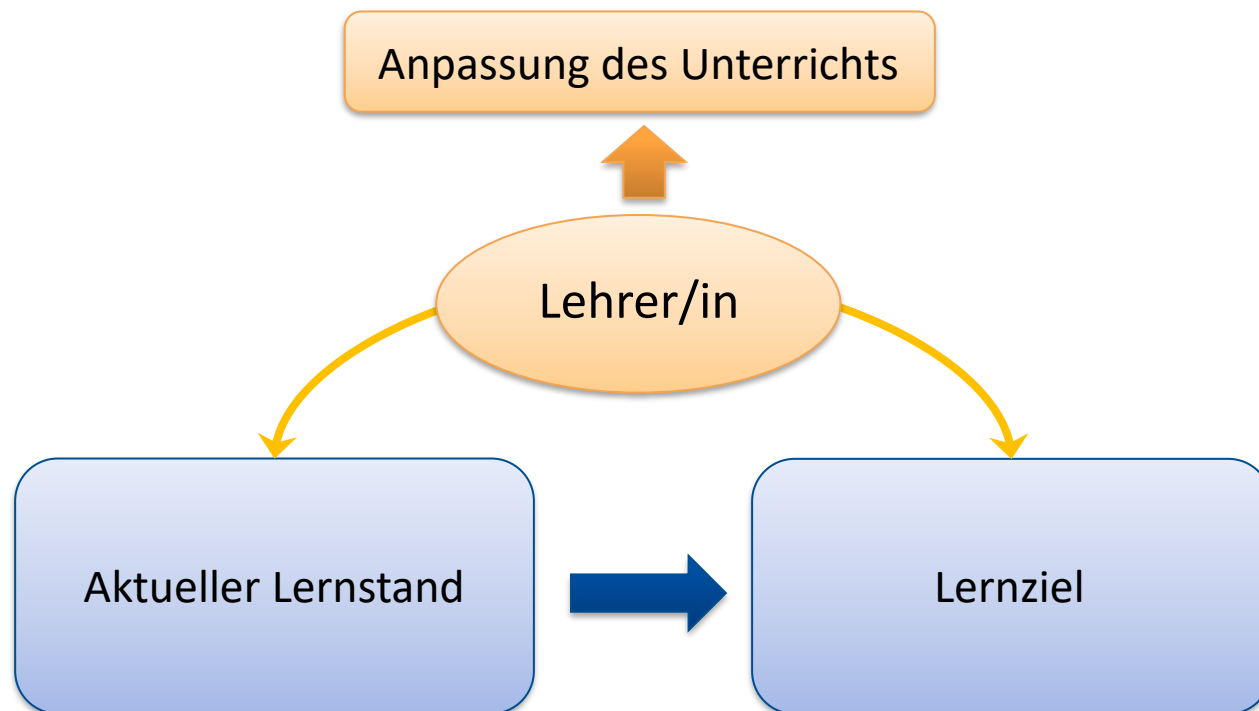 Anpassung des Unterrichts
Lehrer/in
Aktueller Lernstand
Lernziel